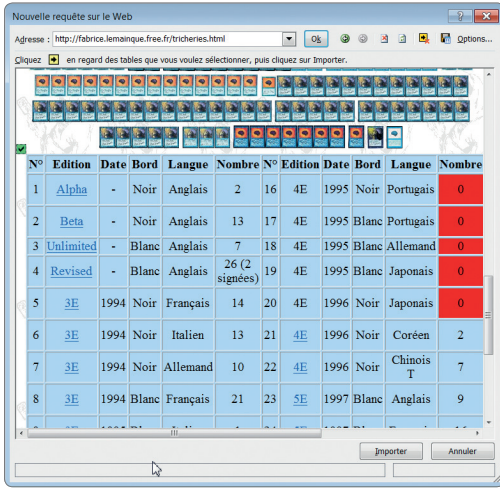 Nouvelle requête sur le Web
Adresse : http://fabrice.lemainque.free.fr/tricheries.html Ok Options...
Cliquez en regard des tables que vous voulez sélectionner, puis cliquez sur Importer.
N° Edition Date Bord Langue Nombre N° Edition Date Bord Langue Nombre
1 Alpha - Noir Anglais 2 16 4E 1995 Noir Portugais 0
2 Beta - Noir Anglais 13 17 4E 1995 Blanc Portugais 0
3 Unlimited - Blanc Anglais 7 18 4E 1995 Blanc Allemand 0
4 Revised - Blanc Anglais 26 (2 signées) 19 4E 1995 Blanc Japonais 0
5 3E 1994 Noir Français 14 20 4E 1996 Noir Japonais 0
6 3E 1994 Noir Italien 13 21 4E 1996 Noir Coréen 2
7 3E 1994 Noir Allemand 10 22 4E 1996 Noir Chinois T 7
8 3E 1994 Blanc Français 21 23 5E 1997 Blanc Anglais 9
Importer Annuler